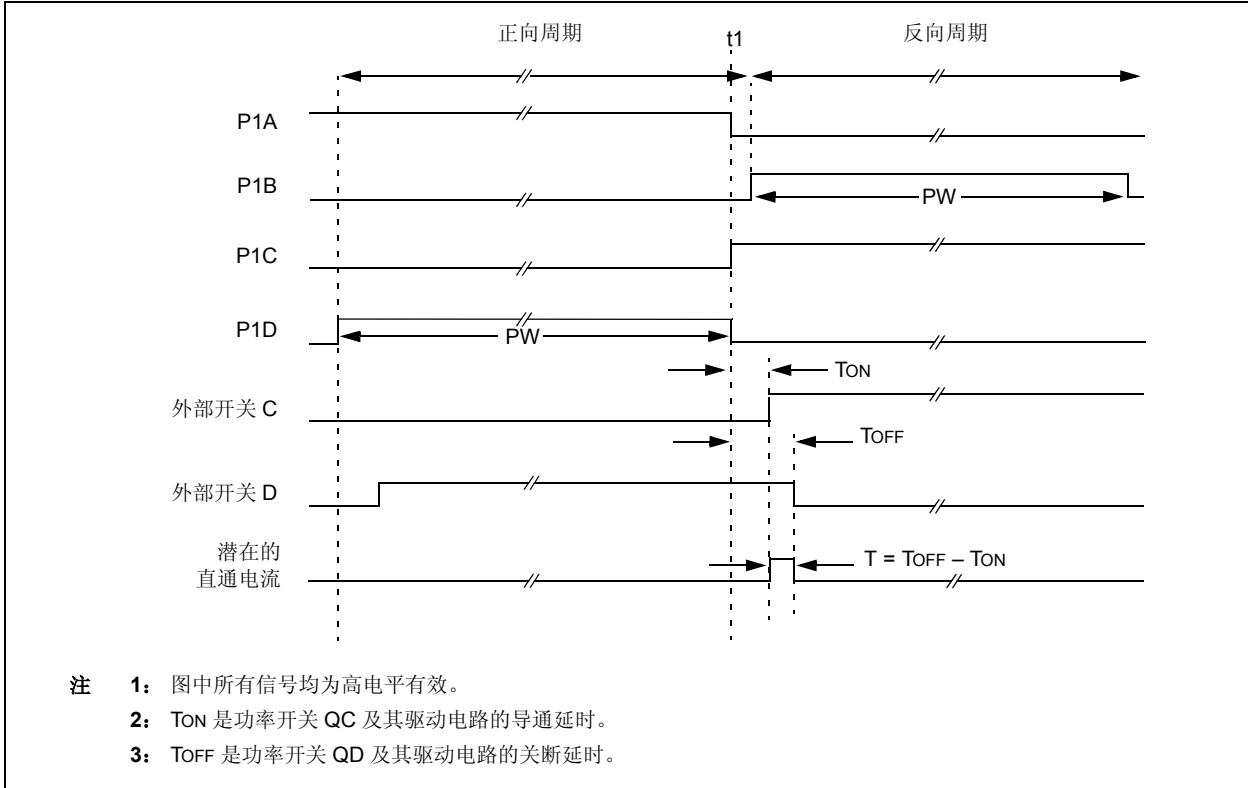 正向周期
t1
反向周期
P1A
P1B
PW
P1C
P1D
PW
TON
外部开关 C
TOFF
外部开关 D
潜在的
直通电流
T = TOFF – TON
注 1： 图中所有信号均为高电平有效。
2： TON 是功率开关 QC 及其驱动电路的导通延时。
3： TOFF 是功率开关 QD 及其驱动电路的关断延时。